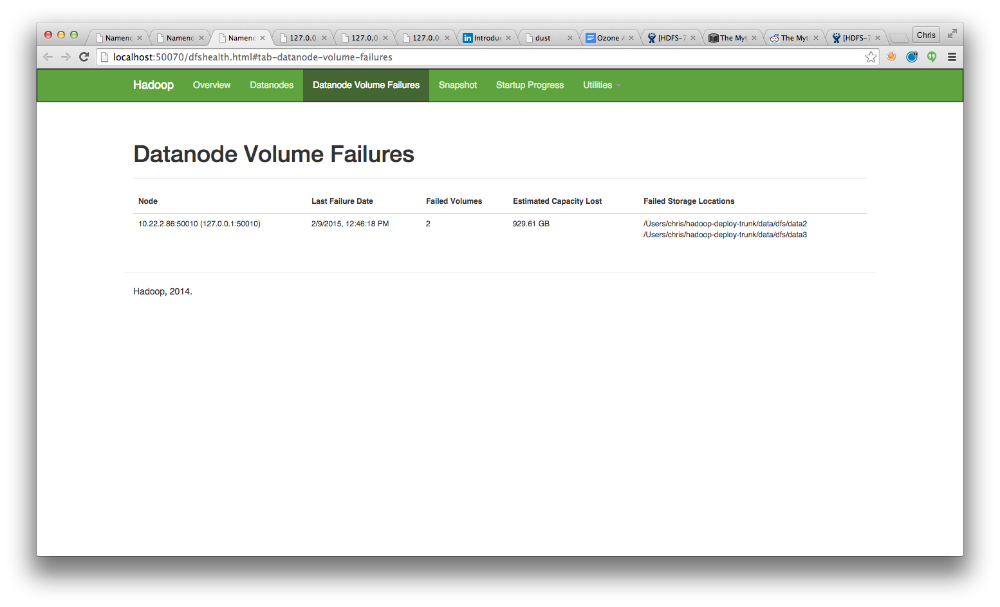 Nameno Nameno Nameno 127.0.0. 127.0.0. 127.0.0. Introduc dust Ozone A [HDFS-7 The Myt The Myt [HDFS-7 Chris
localhost:50070/dfshealth.html#tab-datanode-volume-failures
Hadoop Overview Datanodes Datanode Volume Failures Snapshot Startup Progress Utilities
Datanode Volume Failures
Node Last Failure Date Failed Volumes Estimated Capacity Lost Failed Storage Locations
10.22.2.86:50010 (127.0.0.1:50010) 2/9/2015, 12:46:18 PM 2 929.61 GB /Users/chris/hadoop-deploy-trunk/data/dfs/data2
/Users/chris/hadoop-deploy-trunk/data/dfs/data3
Hadoop, 2014.